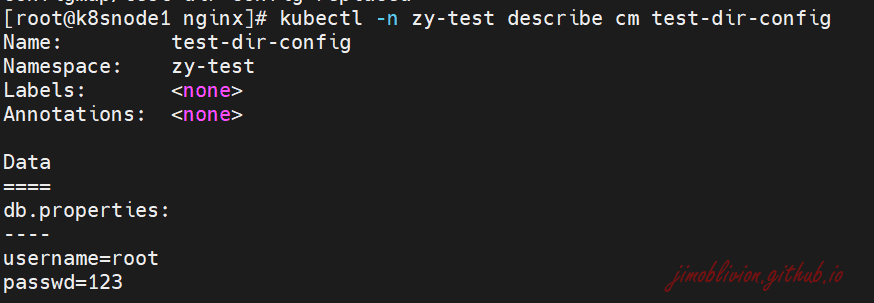 [root@k8snode1 nginx]# kubectl -n zy-test describe cm test-dir-config
Name:         test-dir-config
Namespace:    zy-test
Labels:       <none>
Annotations:  <none>

Data
====
db.properties:
----
username=root
passwd=123
jimoblivion.github.io